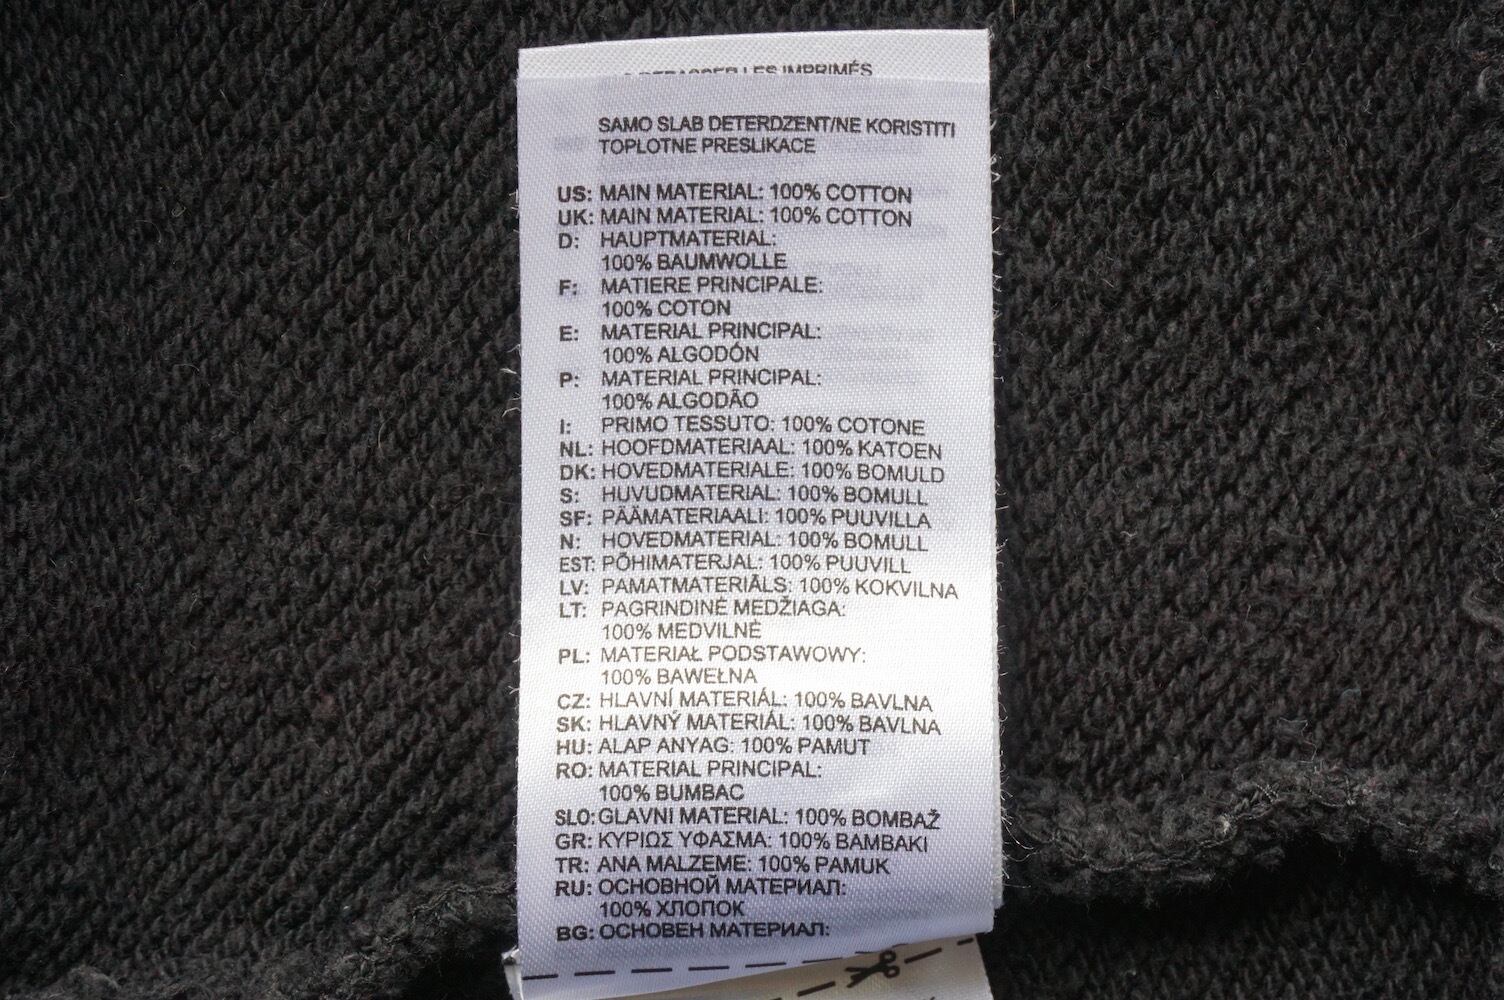 LES IMPRIMÉS
SAMO SLAB DETERDZENT/NE KORISTITI
TOPLOTNE PRESLIKACE
US: MAIN MATERIAL: 100% COTTON
UK: MAIN MATERIAL: 100% COTTON
D: HAUPTMATERIAL:
100% BAUMWOLLE
F: MATIERE PRINCIPALE:
100% COTON
E: MATERIAL PRINCIPAL:
100% ALGODÓN
P: MATERIAL PRINCIPAL:
100% ALGODÃO
I: PRIMO TESSUTO: 100% COTONE
NL: HOOFDMATERIAAL: 100% KATOEN
DK: HOVEDMATERIALE: 100% BOMULD
S: HUVUDMATERIAL: 100% BOMULL
SF: PÄÄMATERIAALI: 100% PUUVILLA
N: HOVEDMATERIAL: 100% BOMULL
EST: PÕHIMATERJAL: 100% PUUVILL
LV: PAMATMATERIĀLS: 100% KOKVILNA
LT: PAGRINDINĖ MEDŽIAGA:
100% MEDVILNĖ
PL: MATERIAŁ PODSTAWOWY:
100% BAWEŁNA
CZ: HLAVNÍ MATERIÁL: 100% BAVLNA
SK: HLAVNÝ MATERIÁL: 100% BAVLNA
HU: ALAP ANYAG: 100% PAMUT
RO: MATERIAL PRINCIPAL:
100% BUMBAC
SLO: GLAVNI MATERIAL: 100% BOMBAŽ
GR: ΚΥΡΙΩΣ ΥΦΑΣΜΑ: 100% ΒΑΜΒΑΚΙ
TR: ANA MALZEME: 100% PAMUK
RU: ОСНОВНОЙ МАТЕРИАЛ:
100% ХЛОПОК
BG: ОСНОВЕН МАТЕРИАЛ: